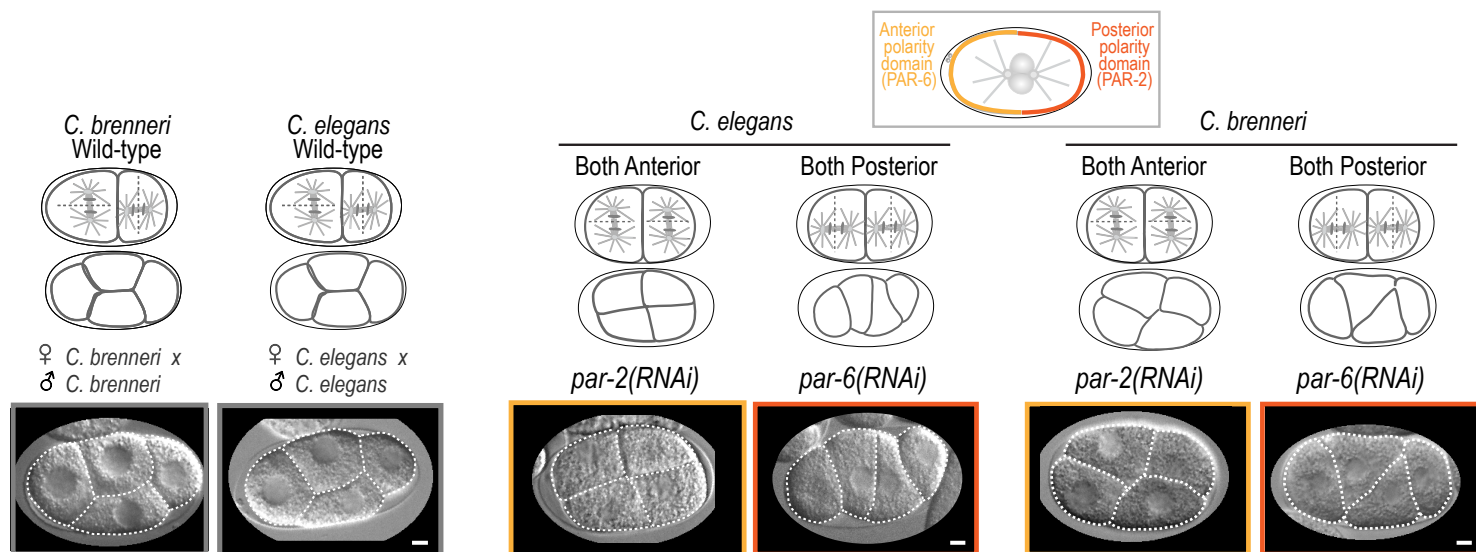 Anterior
polarity
domain
(PAR-6)
Posterior
polarity
domain
(PAR-2)
C. brenneri
Wild-type
C. elegans
Wild-type
C. elegans
C. brenneri
Both Anterior
Both Posterior
Both Anterior
Both Posterior
♀ C. brenneri x
♂ C. brenneri
♀ C. elegans x
♂ C. elegans
par-2(RNAi)
par-6(RNAi)
par-2(RNAi)
par-6(RNAi)